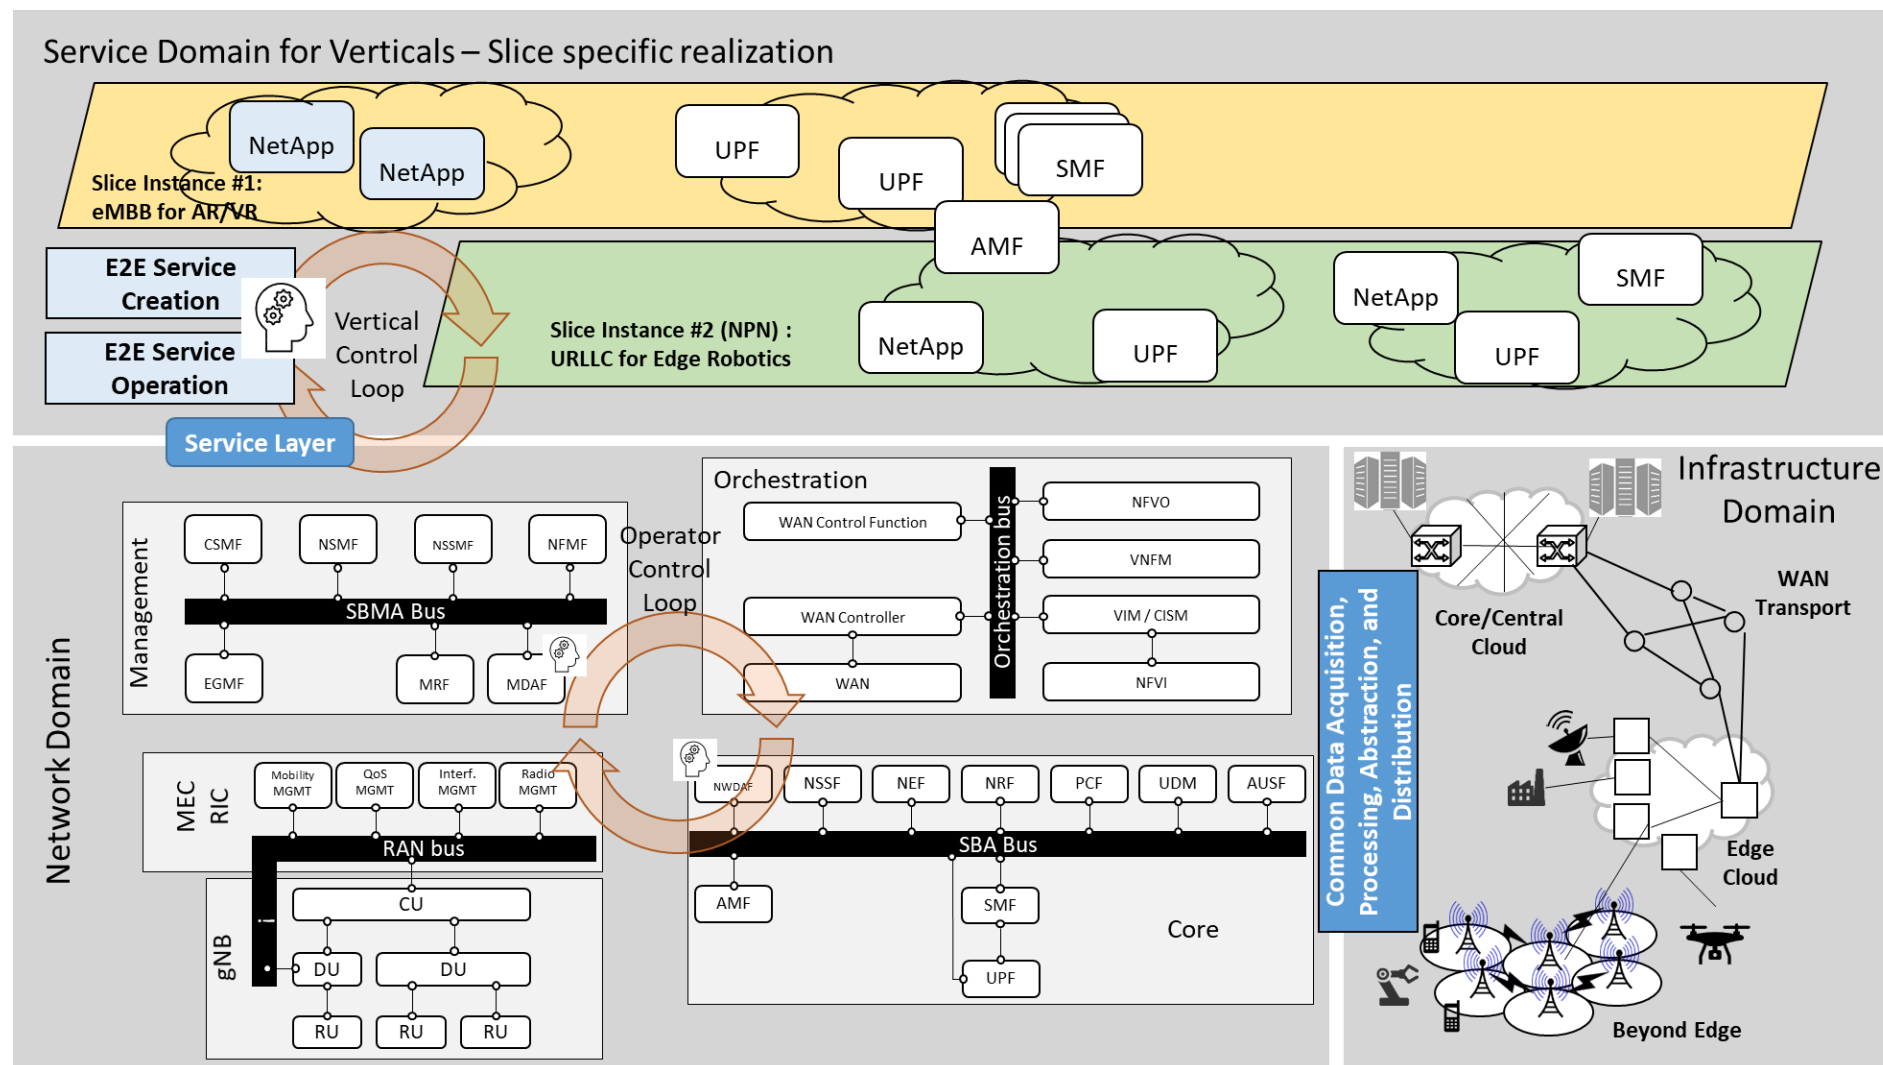 Service Domain for Verticals – Slice specific realization
NetApp
NetApp
Slice Instance #1:
eMBB for AR/VR
UPF
UPF
SMF
AMF
E2E Service
Creation
E2E Service
Operation
Vertical
Control
Loop
Service Layer
Slice Instance #2 (NPN) :
URLLC for Edge Robotics
NetApp
UPF
NetApp
SMF
UPF
Network Domain
Management
CSMF
NSMF
NSSMF
NFMF
SBMA Bus
EGMF
MRF
MDAF
Operator
Control
Loop
Orchestration
WAN Control Function
WAN Controller
WAN
Orchestration bus
NFVO
VNFM
VIM / CISM
NFVI
MEC
RIC
Mobility
MGMT
QoS
MGMT
Interf.
MGMT
Radio
MGMT
RAN bus
gNB
CU
DU
DU
RU
RU
RU
NWDAF
NSSF
NEF
NRF
PCF
UDM
AUSF
SBA Bus
AMF
SMF
UPF
Core
Common Data Acquisition,
Processing, Abstraction, and
Distribution
Infrastructure
Domain
Core/Central
Cloud
WAN
Transport
Edge
Cloud
Beyond Edge